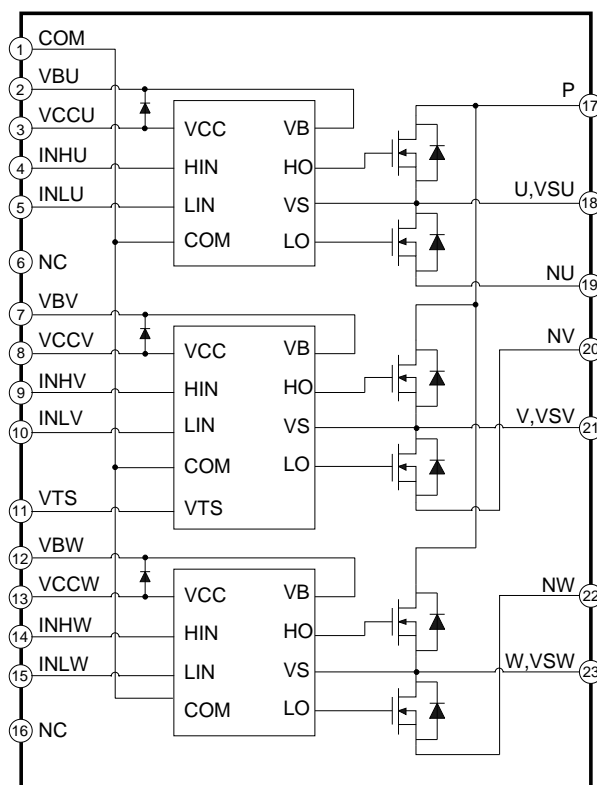 1 COM
2 VBU
3 VCCU
4 INHU
5 INLU
6 NC
7 VBV
8 VCCV
9 INHV
10 INLV
11 VTS
12 VBW
13 VCCW
14 INHW
15 INLW
16 NC
VCC VB
HIN HO
LIN VS
COM LO
VCC VB
HIN HO
LIN VS
COM LO
VTS
VCC VB
HIN HO
LIN VS
COM LO
P 17
U,VSU 18
NU 19
NV 20
V,VSV 21
NW 22
W,VSW 23